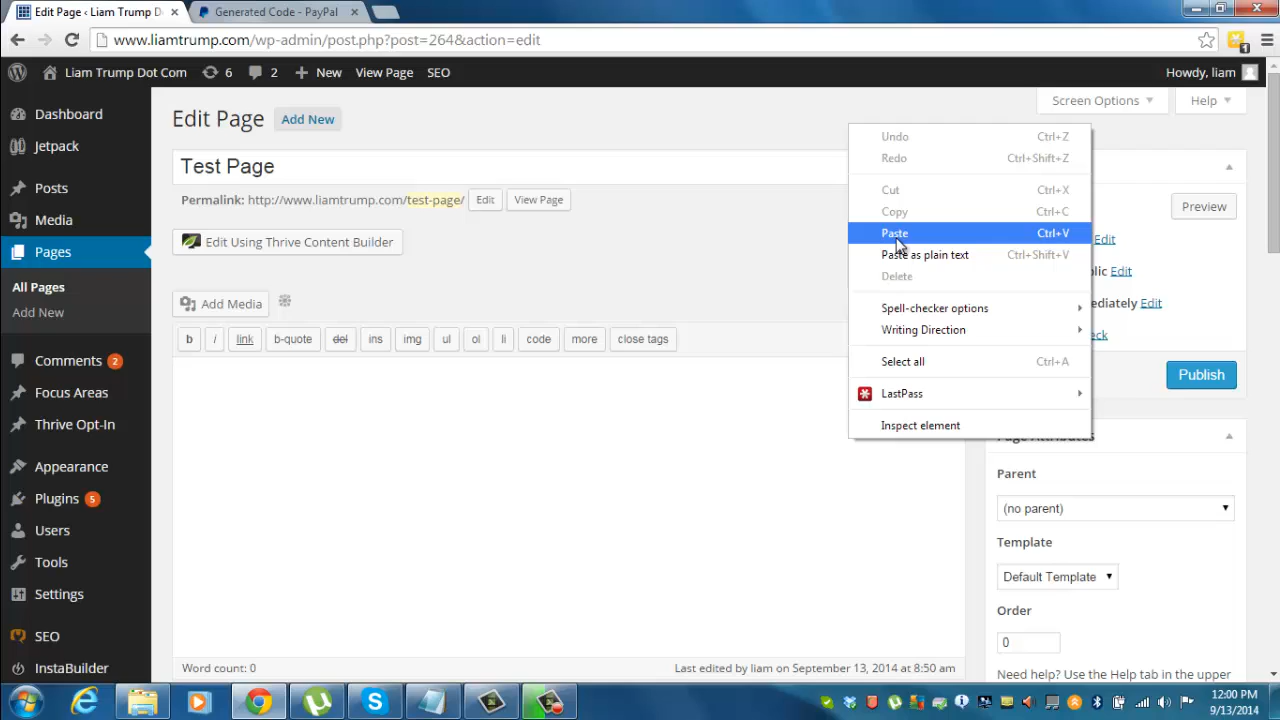 Edit Page ‹ Liam Trump D
Generated Code - PayPal
www.liamtrump.com/wp-admin/post.php?post=264&action=edit
1
Liam Trump Dot Com
6
2
New
View Page
SEO
Howdy, liam
Dashboard
Jetpack
Posts
Media
Pages
All Pages
Add New
Comments 2
Focus Areas
Thrive Opt-In
Appearance
Plugins 5
Users
Tools
Settings
SEO
InstaBuilder
Edit Page
Add New
Screen Options
Help
Test Page
Permalink: http://www.liamtrump.com/test-page/
Edit
View Page
Edit Using Thrive Content Builder
Add Media
b
i
link
b-quote
del
ins
img
ul
ol
li
code
more
close tags
Word count: 0
Last edited by liam on September 13, 2014 at 8:50 am
Undo Ctrl+Z
Redo Ctrl+Shift+Z
Cut Ctrl+X
Copy Ctrl+C
Paste Ctrl+V
Paste as plain text Ctrl+Shift+V
Delete
Spell-checker options
Writing Direction
Select all Ctrl+A
LastPass
Inspect element
Preview
Edit
Edit
Edit
Publish
Page Attributes
Parent
(no parent)
Template
Default Template
Order
0
Need help? Use the Help tab in the upper
12:00 PM
9/13/2014